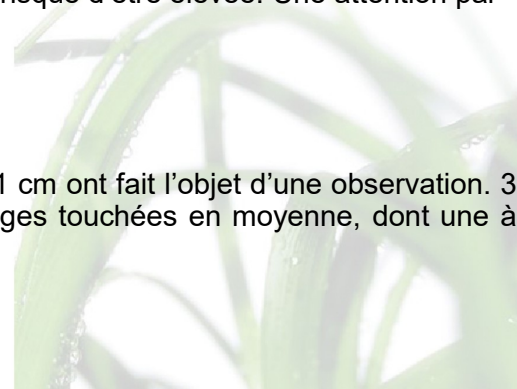 risque d'être élevée. Une attention par-
1 cm ont fait l'objet d'une observation. 3
ges touchées en moyenne, dont une à